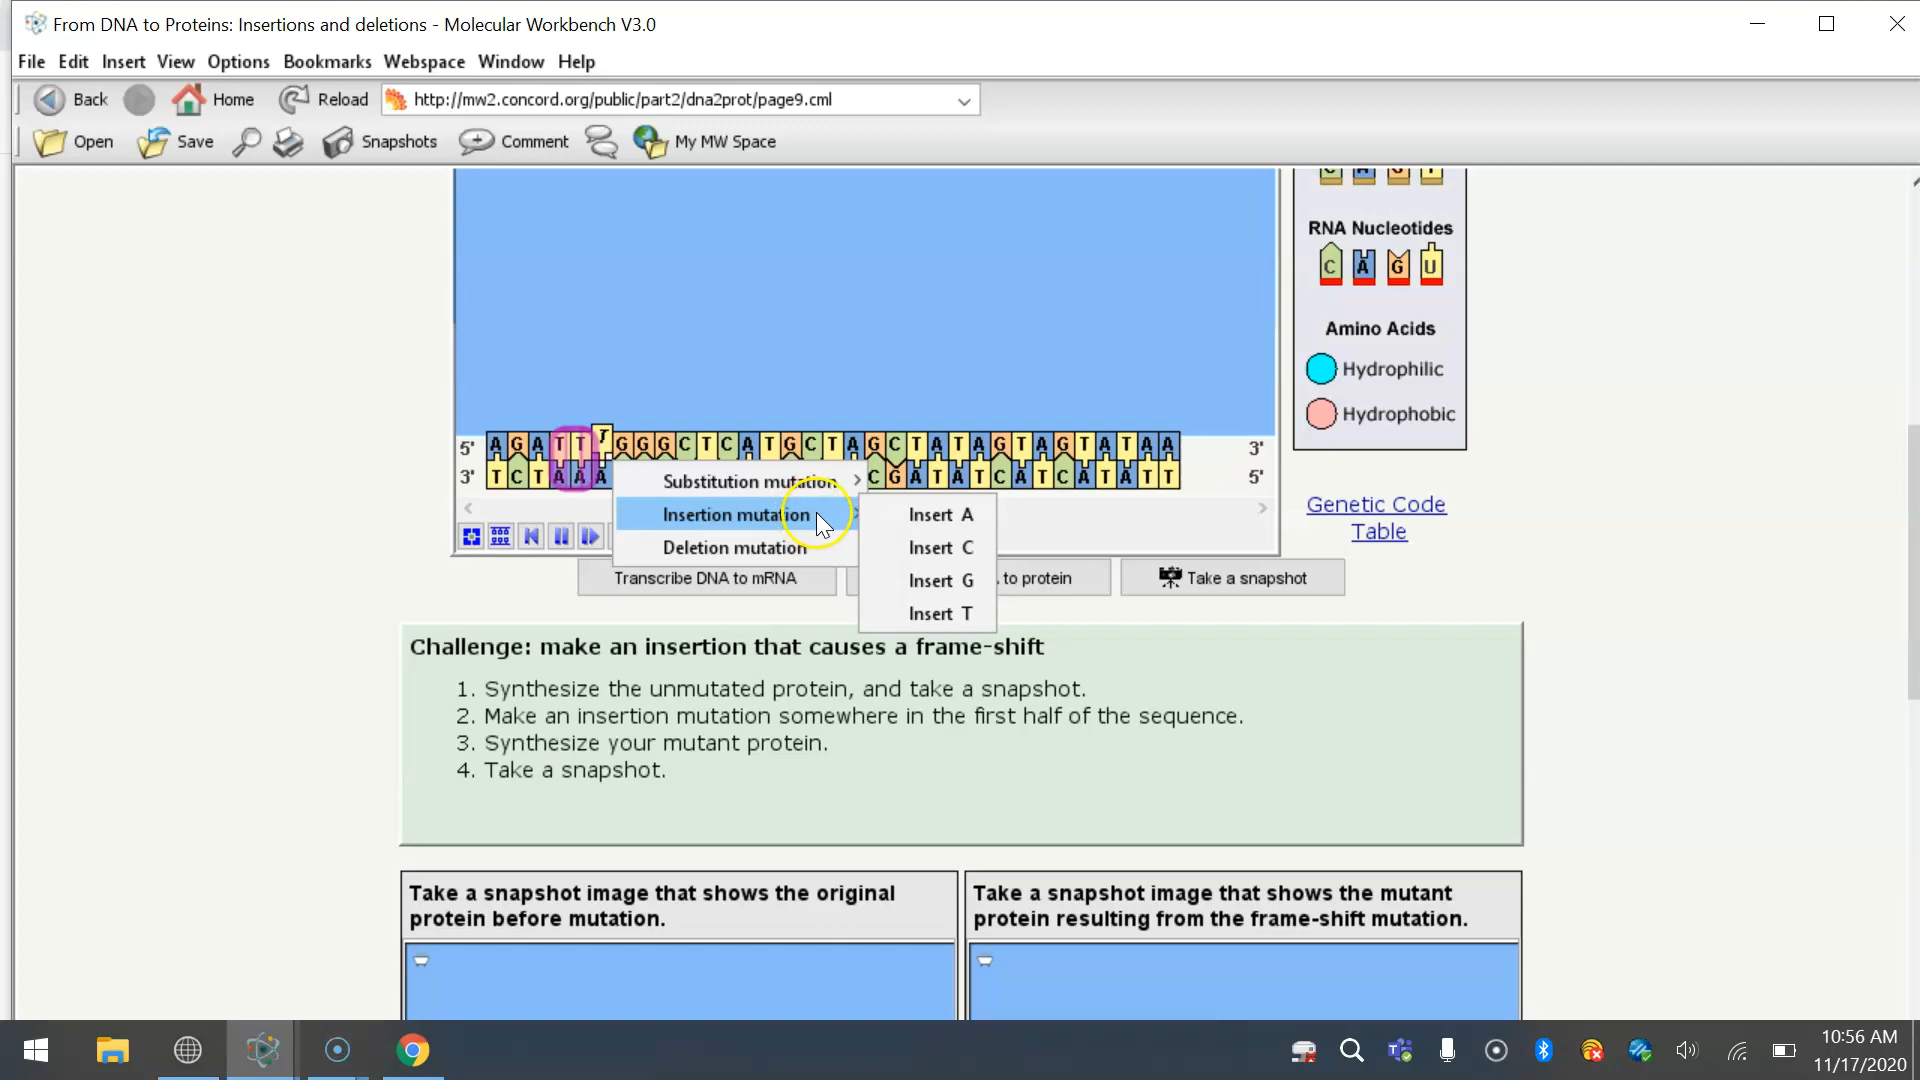 From DNA to Proteins: Insertions and deletions - Molecular Workbench V3.0
File Edit Insert View Options Bookmarks Webspace Window Help
Back Home Reload http://mw2.concord.org/public/part2/dna2prot/page9.cml
Open Save Snapshots Comment My MW Space
RNA Nucleotides
C A G U
Amino Acids
Hydrophilic
Hydrophobic
5' A G A T T T G G G C T C A T G C T A G C T A T A G T A G T A T A A 3'
3' T C T A A A C G A T A T C A T C A T A T T 5'
Substitution mutation
Insertion mutation
Deletion mutation
Insert A
Insert C
Insert G
Insert T
Genetic Code
Table
Transcribe DNA to mRNA to protein Take a snapshot
Challenge: make an insertion that causes a frame-shift
1. Synthesize the unmutated protein, and take a snapshot.
2. Make an insertion mutation somewhere in the first half of the sequence.
3. Synthesize your mutant protein.
4. Take a snapshot.
Take a snapshot image that shows the original
protein before mutation.
Take a snapshot image that shows the mutant
protein resulting from the frame-shift mutation.
10:56 AM
11/17/2020